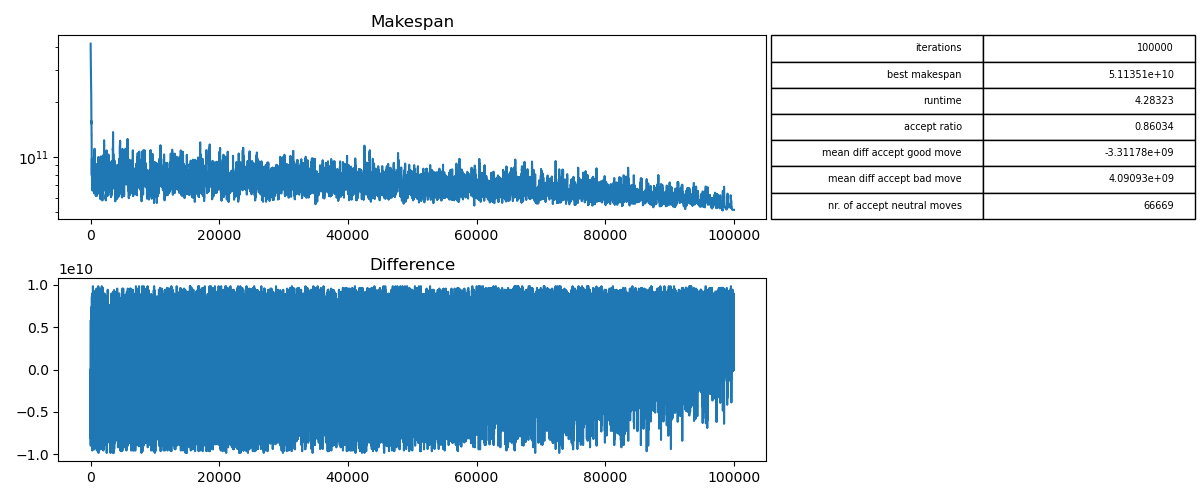 Makespan
10¹¹
0 20000 40000 60000 80000 100000
iterations 100000
best makespan 5.11351e+10
runtime 4.28323
accept ratio 0.86034
mean diff accept good move -3.31178e+09
mean diff accept bad move 4.09093e+09
nr. of accept neutral moves 66669
Difference
1e10
1.0
0.5
0.0
−0.5
−1.0
0 20000 40000 60000 80000 100000